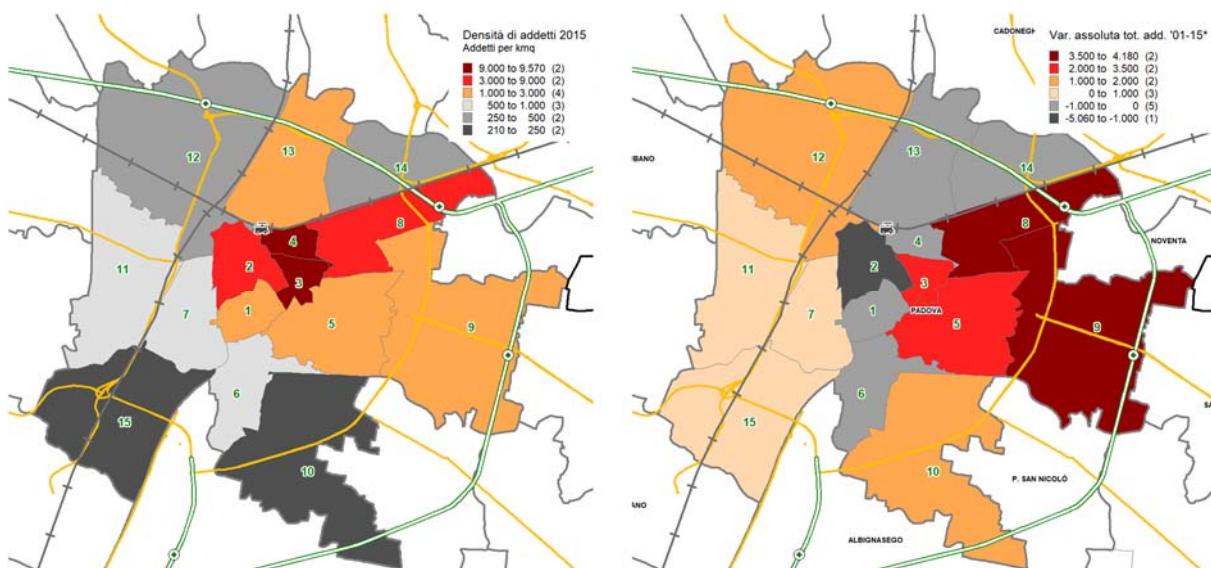 Densità di addetti 2015
Addetti per kmq
9.000 to 9.570 (2)
3.000 to 9.000 (2)
1.000 to 3.000 (4)
500 to 1.000 (3)
250 to 500 (2)
210 to 250 (2)
12
13
14
8
4
2
3
11
1
7
5
9
6
15
10
CADONEGH
Var. assoluta tot. add. '01-15*
3.500 to 4.180 (2)
2.000 to 3.500 (2)
1.000 to 2.000 (2)
0 to 1.000 (3)
-1.000 to 0 (5)
-5.060 to -1.000 (1)
13
12
BANO
14
8
4
NOVENTA
11
2
3
PADOVA
1
7
5
9
6
SA
15
10
P. SAN NICOLÒ
ANO
ALBIGNASEGO